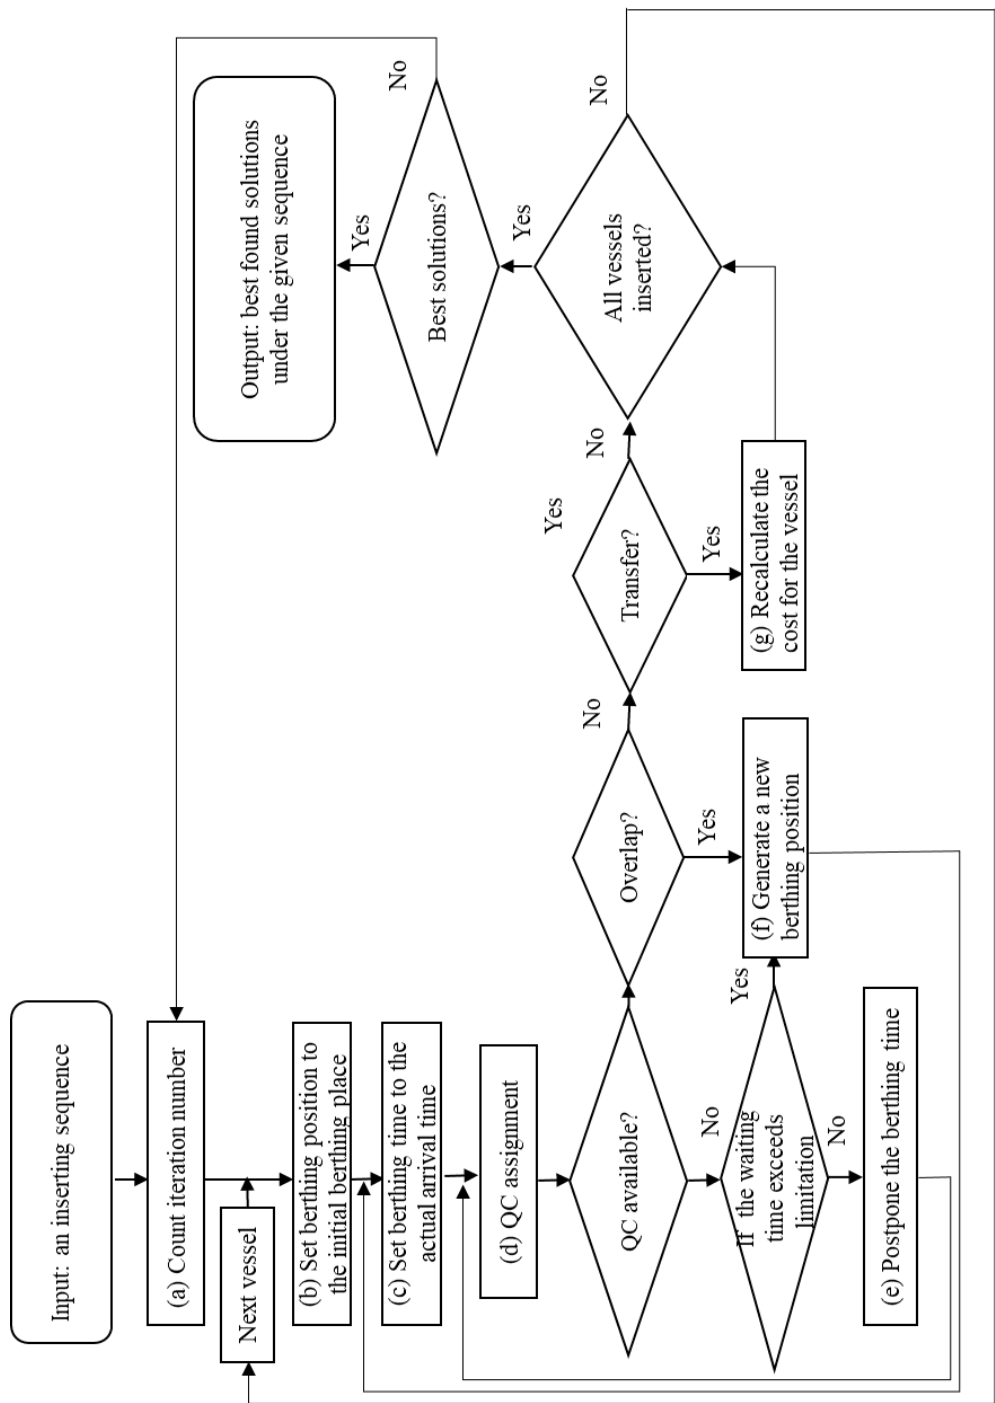 Input: an inserting sequence
(a) Count iteration number
Next vessel
(b) Set berthing position to
the initial berthing place
(c) Set berthing time to the
actual arrival time
(d) QC assignment
QC available?
No
If the waiting
time exceeds
limitation
Yes
No
(e) Postpone the berthing time
Overlap?
No
Yes
(f) Generate a new
berthing position
Transfer?
Yes
No
Yes
(g) Recalculate the
cost for the vessel
All vessels
inserted?
Yes
No
Best solutions?
Yes
No
Output: best found solutions
under the given sequence